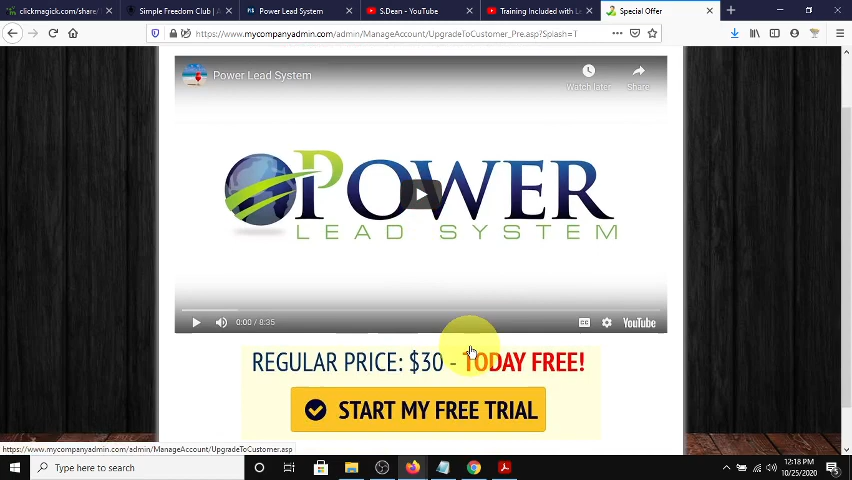 clickmagick.com/share/
Simple Freedom Club | A
Power Lead System
S.Dean - YouTube
Training Included with L
Special Offer
https://www.mycompanyadmin.com/admin/ManageAccount/UpgradeToCustomer_Pre.asp?Splash=T
Power Lead System
Watch later
Share
POWER
LEAD SYSTEM
0:00 / 8:35
CC
YouTube
REGULAR PRICE: $30 - TODAY FREE!
START MY FREE TRIAL
https://www.mycompanyadmin.com/admin/ManageAccount/UpgradeToCustomer.asp
Type here to search
12:18 PM
10/25/2020